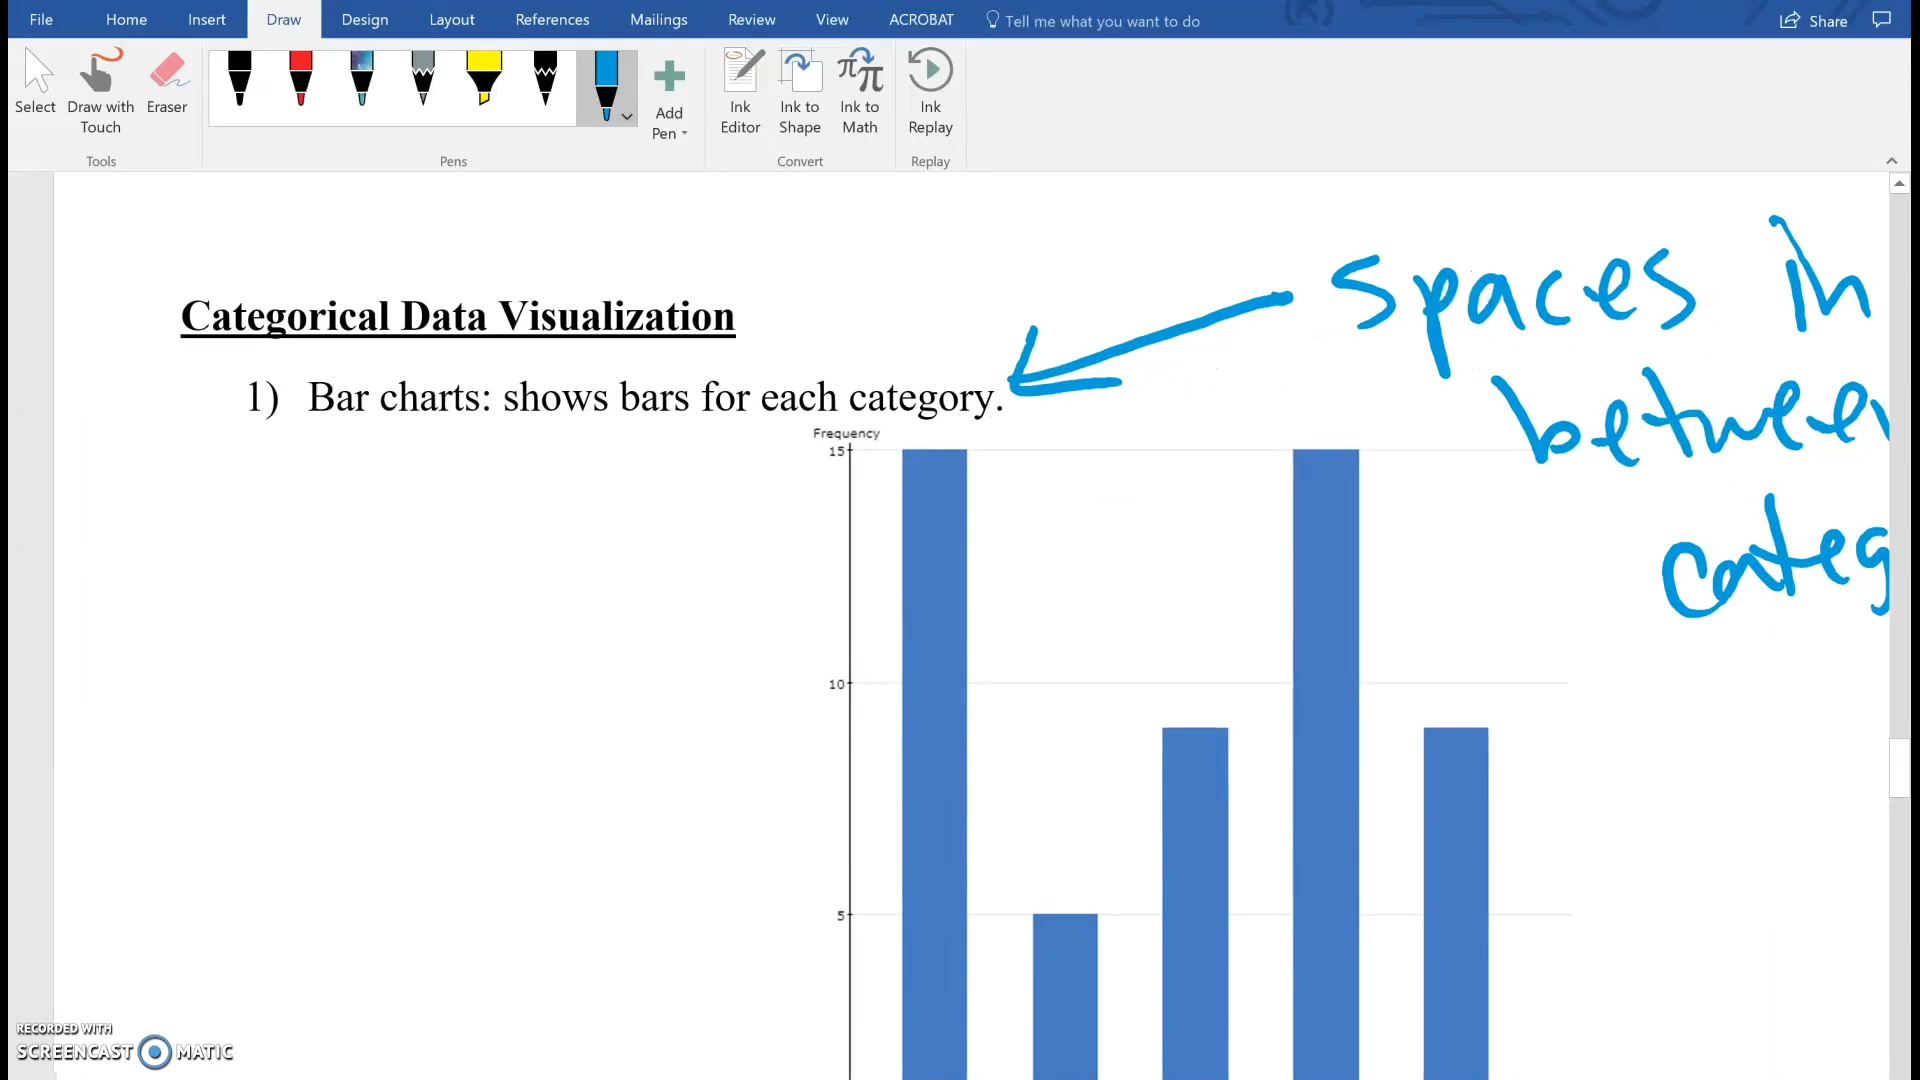 File Home Insert Draw Design Layout References Mailings Review View ACROBAT Tell me what you want to do Share
Select Draw with Touch Eraser Add Pen Ink Editor Ink to Shape Ink to Math Ink Replay
Tools Pens Convert Replay
Categorical Data Visualization
spaces in
between
categ
1) Bar charts: shows bars for each category.
Frequency
15
10
5
RECORDED WITH
SCREENCAST MATIC